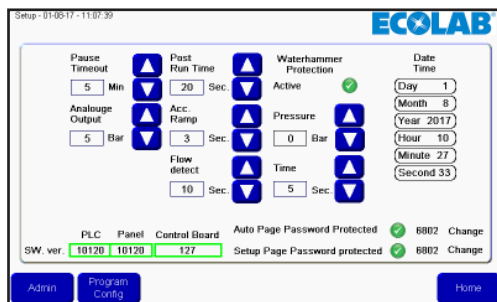 Setup - 01-08-17 - 11:07:39
ECOLAB
Pause Timeout
5 Min
Post Run Time
20 Sec.
Waterhammer Protection
Active
Date Time
Day 1
Month 8
Year 2017
Hour 10
Minute 27
Second 33
Analouge Output
5 Bar
Acc. Ramp
3 Sec.
Pressure
0 Bar
Flow detect
10 Sec.
Time
5 Sec.
PLC Panel Control Board
SW. ver. 10120 10120 127
Auto Page Password Protected 6802 Change
Setup Page Password protected 6802 Change
Admin
Program Config
Home